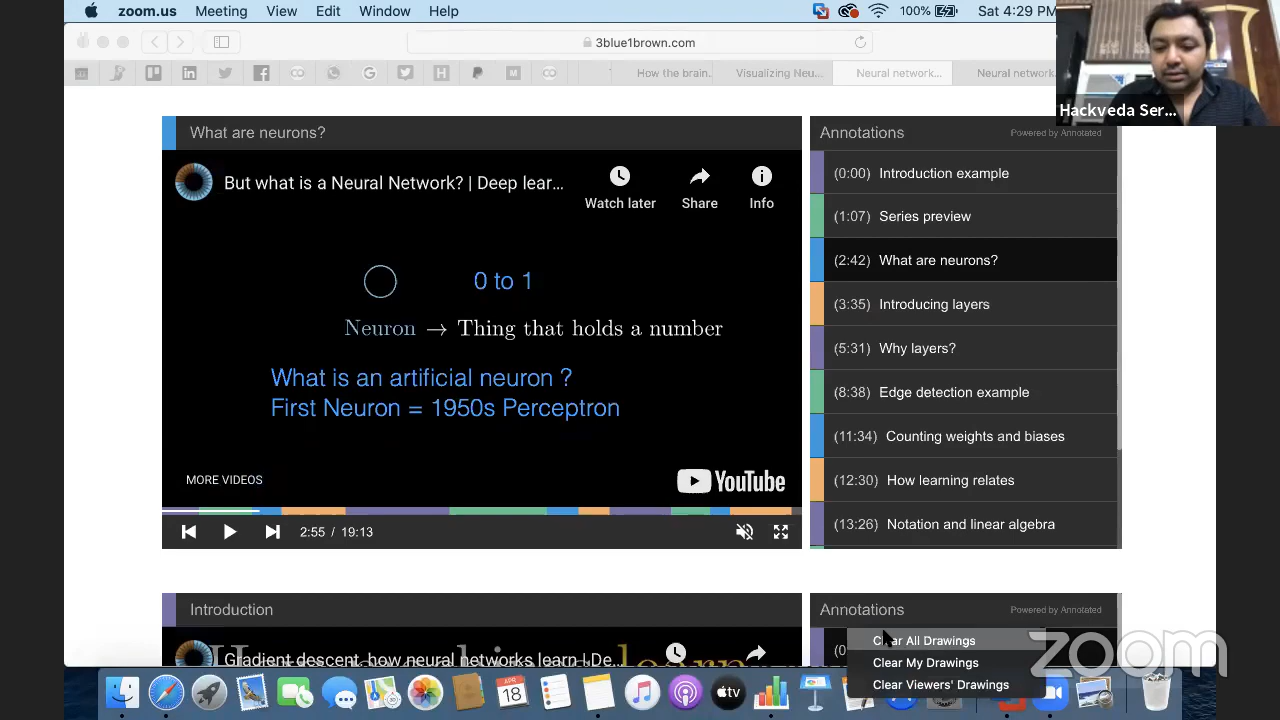 zoom.us Meeting View Edit Window Help
100% Sat 4:29 PM
3blue1brown.com
How the brain... Visualizing Neu... Neural network... Neural network
Hackveda Ser...
What are neurons?
But what is a Neural Network? | Deep lear...
Watch later Share Info
0 to 1
Neuron → Thing that holds a number
What is an artificial neuron ?
First Neuron = 1950s Perceptron
MORE VIDEOS
YouTube
2:55 / 19:13
Annotations
Powered by Annotated
(0:00) Introduction example
(1:07) Series preview
(2:42) What are neurons?
(3:35) Introducing layers
(5:31) Why layers?
(8:38) Edge detection example
(11:34) Counting weights and biases
(12:30) How learning relates
(13:26) Notation and linear algebra
Introduction
Gradient descent, how neural networks learn | De...
Annotations
Powered by Annotated
Clear All Drawings
Clear My Drawings
Clear Viewers' Drawings
zoom
APR
18
tv